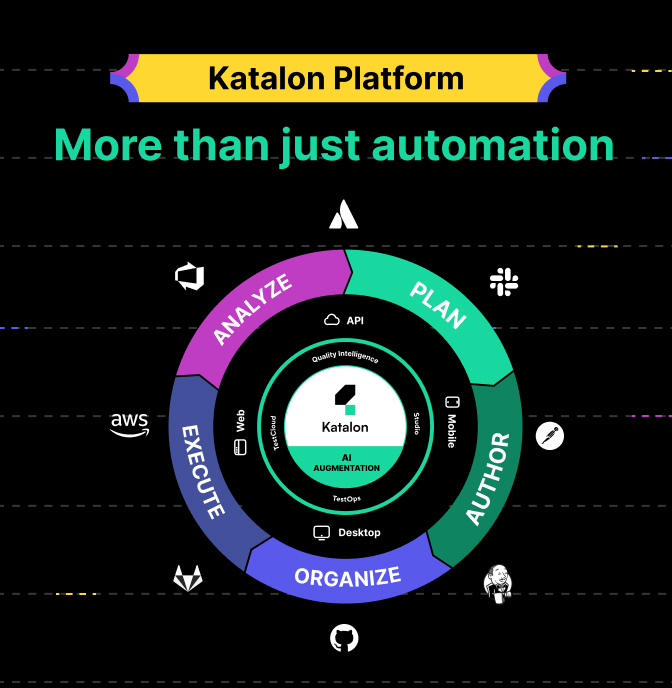 Katalon Platform
More than just automation
ANALYZE
PLAN
API
Quality Intelligence
aws
EXECUTE
Web
TestCloud
Katalon
AI
AUGMENTATION
Studio
Mobile
AUTHOR
TestOps
Desktop
ORGANIZE